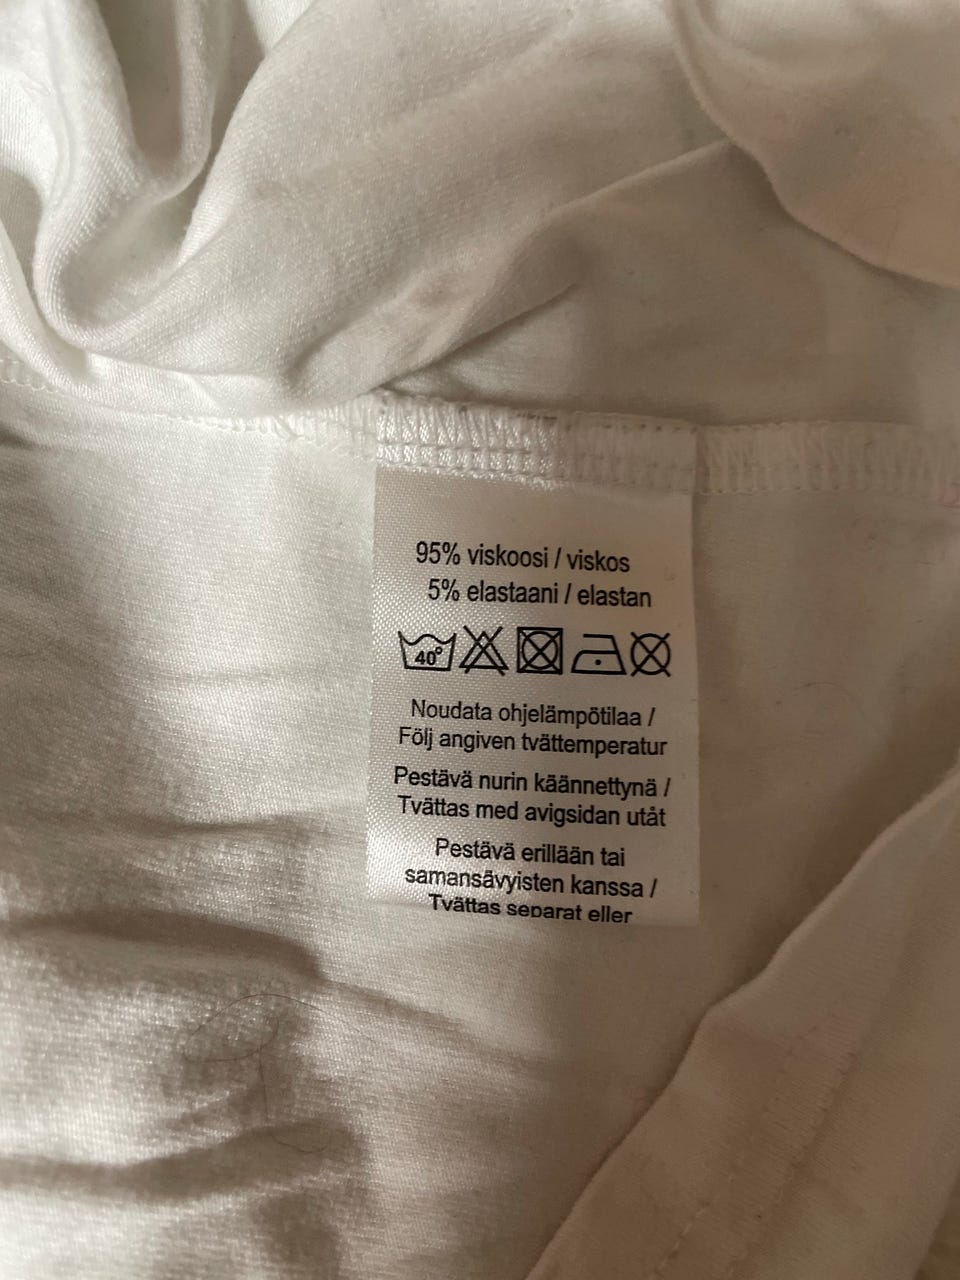 95% viskoosi / viskos
5% elastaani / elastan
40°
Noudata ohjelämpötilaa /
Följ angiven tvättemperatur
Pestävä nurin käännettynä /
Tvättas med avigsidan utåt
Pestävä erillään tai
samansävyisten kanssa /
Tvättas separat eller